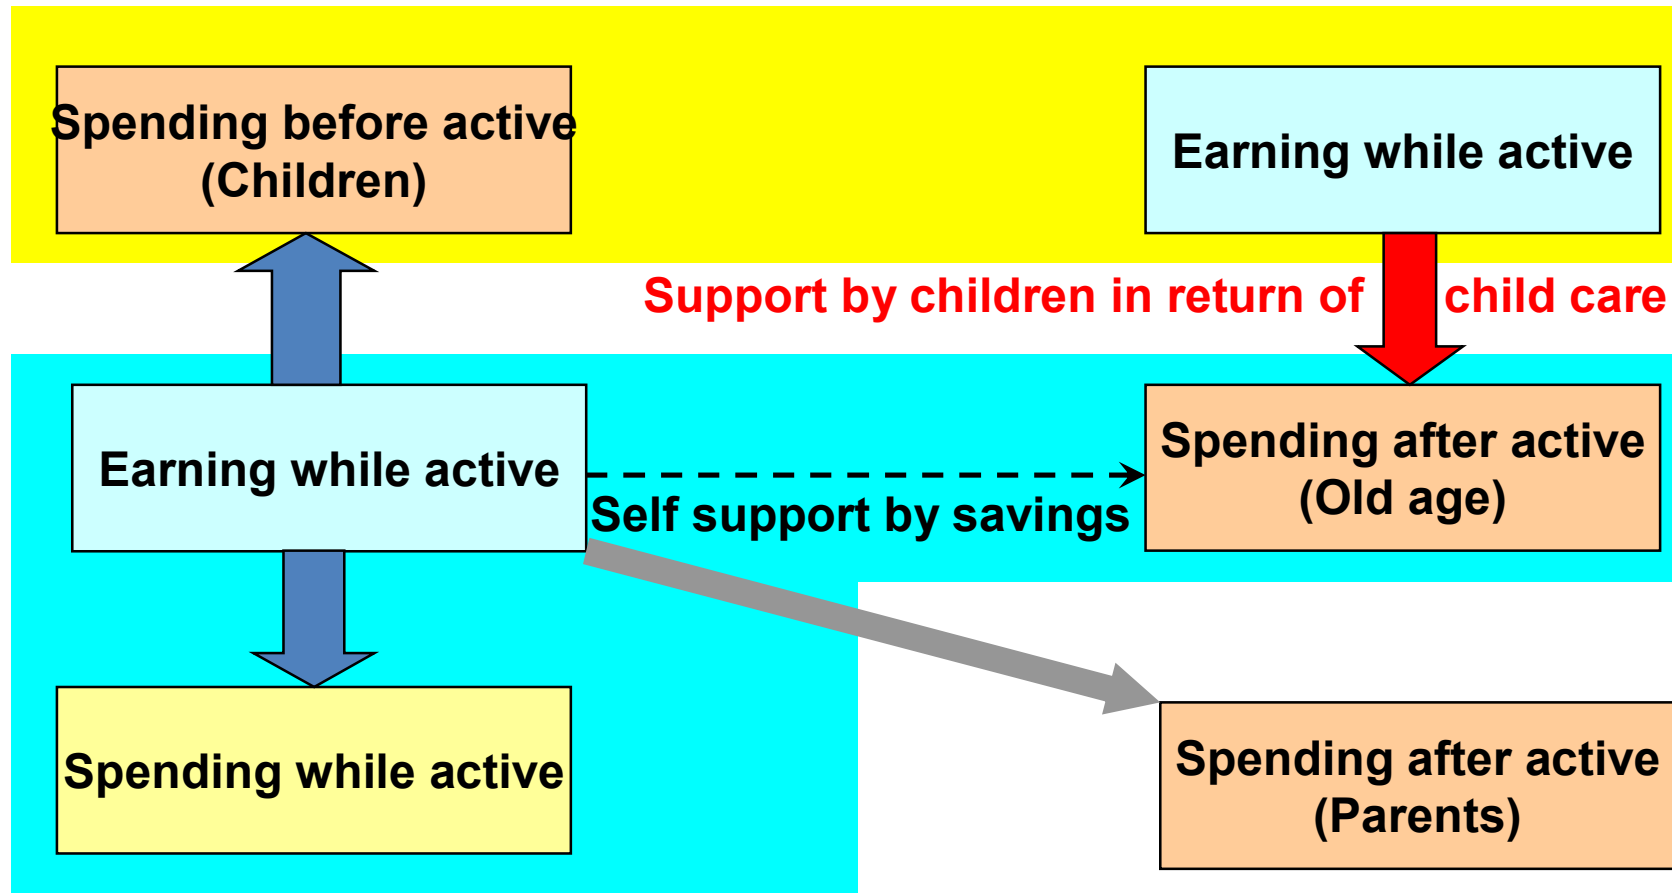 Spending before active
(Children)
Earning while active
Support by children in return of child care
Earning while active
Self support by savings
Spending after active
(Old age)
Spending while active
Spending after active
(Parents)